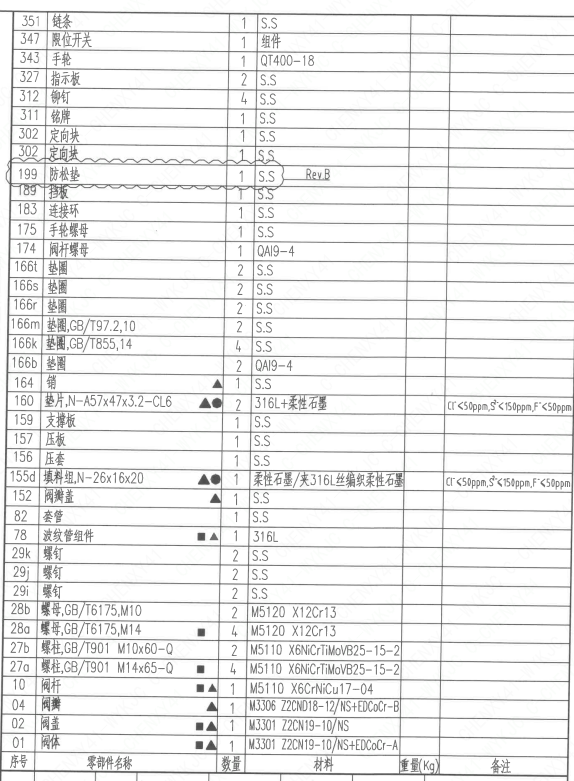 351 链条 1 S.S
347 限位开关 1 组件
343 手轮 1 QT400-18
327 指示板 2 S.S
312 铆钉 4 S.S
311 铭牌 1 S.S
302 定向块 1 S.S
302 定向块 1 S.S
199 防松垫 1 S.S Rev.B
189 挡板 1 S.S
183 连接环 1 S.S
175 手轮螺母 1 S.S
174 阀杆螺母 1 QAl9-4
166t 垫圈 2 S.S
166s 垫圈 2 S.S
166r 垫圈 2 S.S
166m 垫圈,GB/T97.2,10 2 S.S
166k 垫圈,GB/T855,14 4 S.S
166b 垫圈 2 QAl9-4
164 销 ▲ 1 S.S
160 垫片,N-A57x47x3.2-CL6 ▲● 2 316L+柔性石墨 Cl⁻<50ppm,S²⁻<150ppm,F⁻<50ppm
159 支撑板 1 S.S
157 压板 1 S.S
156 压套 1 S.S
155d 填料组,N-26x16x20 ▲● 1 柔性石墨/夹316L丝编织柔性石墨 Cl⁻<50ppm,S²⁻<150ppm,F⁻<50ppm
152 阀瓣盖 ▲ 1 S.S
82 套管 1 S.S
78 波纹管组件 ■▲ 1 316L
29k 螺钉 2 S.S
29j 螺钉 2 S.S
29i 螺钉 2 S.S
28b 螺母,GB/T6175,M10 2 M5120 X12Cr13
28a 螺母,GB/T6175,M14 ■ 4 M5120 X12Cr13
27b 螺柱,GB/T901 M10x60-Q 2 M5110 X6NiCrTiMoVB25-15-2
27a 螺柱,GB/T901 M14x65-Q ■ 4 M5110 X6NiCrTiMoVB25-15-2
10 阀杆 ■▲ 1 M5110 X6CrNiCu17-04
04 阀瓣 ▲ 1 M3306 Z2CND18-12/NS+EDCoCr-B
02 阀盖 ■▲ 1 M3301 Z2CN19-10/NS
01 阀体 ■▲ 1 M3301 Z2CN19-10/NS+EDCoCr-A
序号 零部件名称 数量 材料 重量(Kg) 备注